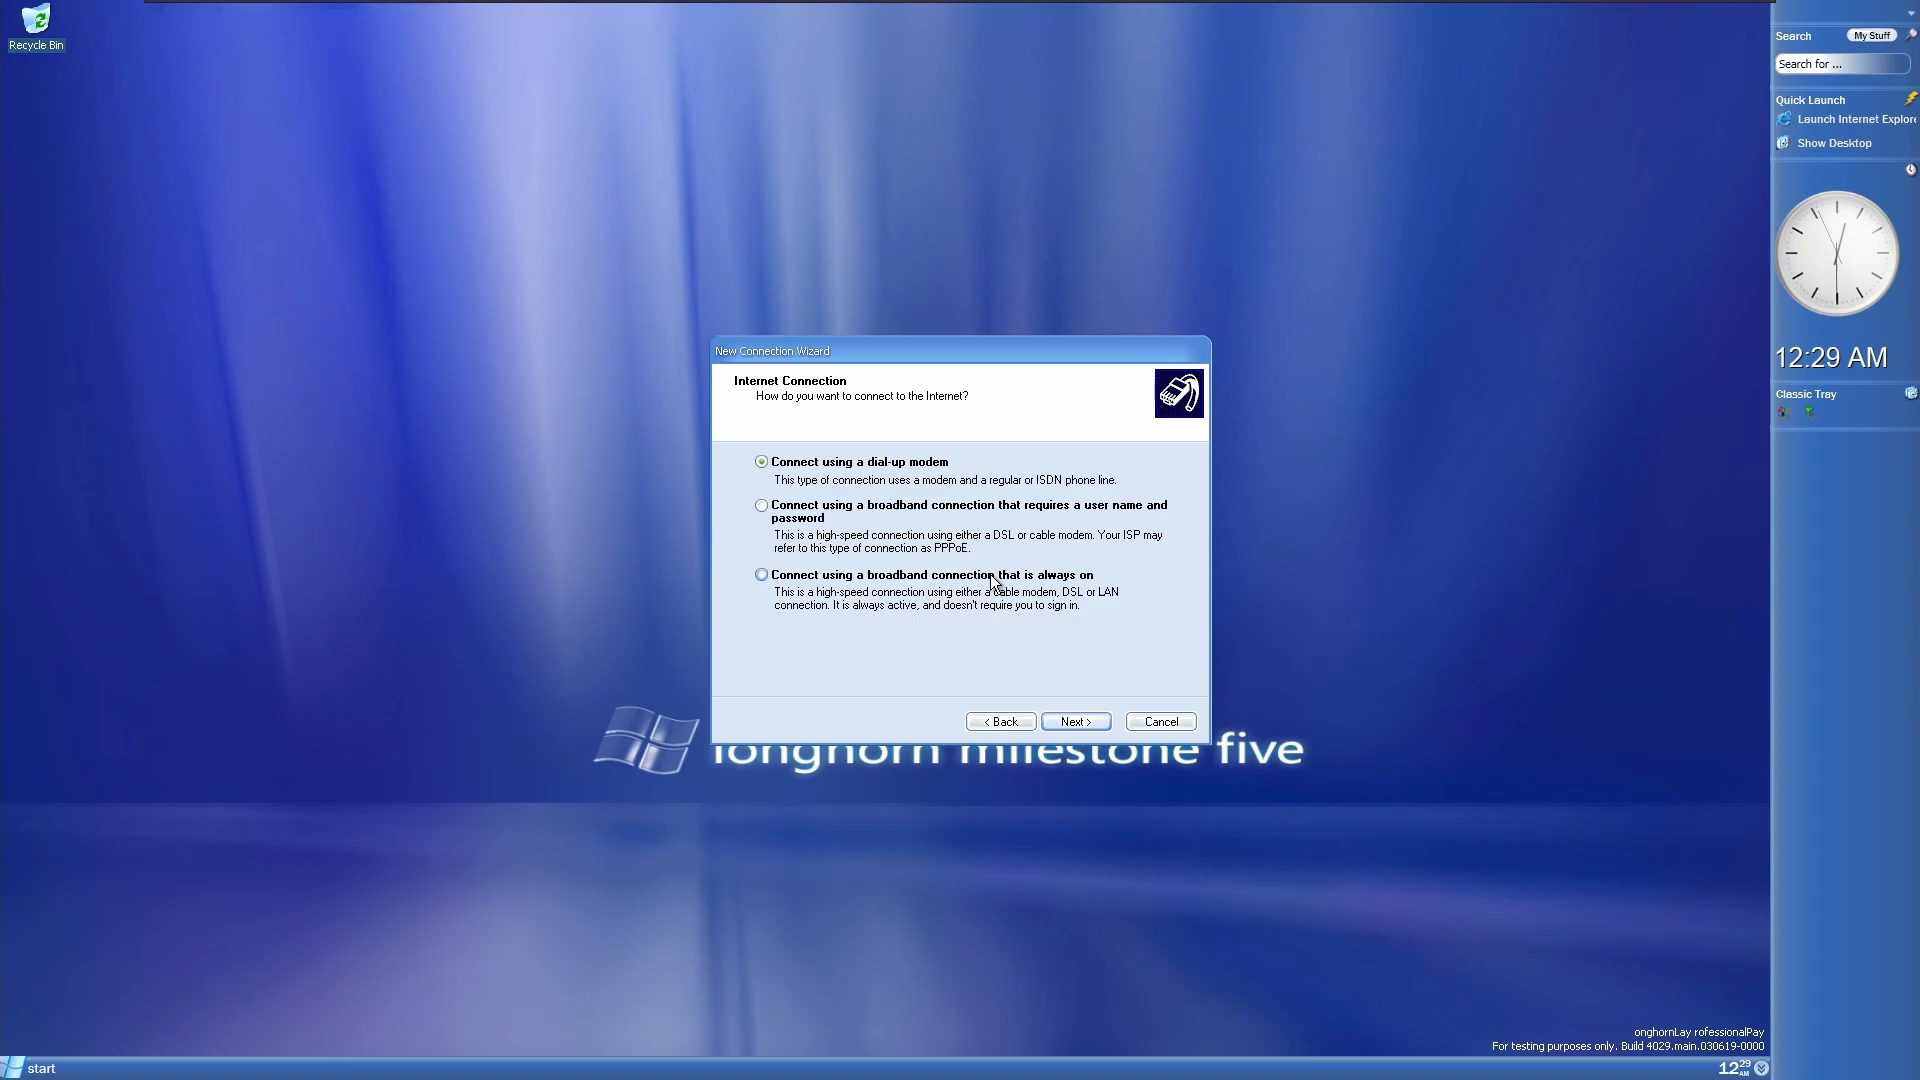 Recycle Bin
Search
My Stuff
Search for ...
Quick Launch
Launch Internet Explore
Show Desktop
12:29 AM
Classic Tray
New Connection Wizard
Internet Connection
How do you want to connect to the Internet?
Connect using a dial-up modem
This type of connection uses a modem and a regular or ISDN phone line.
Connect using a broadband connection that requires a user name and
password
This is a high-speed connection using either a DSL or cable modem. Your ISP may
refer to this type of connection as PPPoE.
Connect using a broadband connection that is always on
This is a high-speed connection using either a cable modem, DSL or LAN
connection. It is always active, and doesn't require you to sign in.
< Back
Next >
Cancel
longhorn milestone five
onghornLay rofessionalPay
For testing purposes only. Build 4029.main.030619-0000
start
12 29 AM